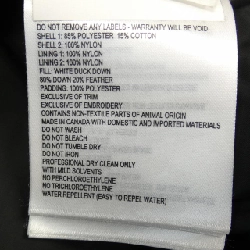 DO NOT REMOVE ANY LABELS - WARRANTY WILL BE VOID
SHELL 1: 85% POLYESTER, 15% COTTON
SHELL 2: 100% NYLON
LINING 1: 100% NYLON
LINING 2: 100% NYLON
FILL: WHITE DUCK DOWN
80% DOWN 20% FEATHER
PADDING: 100% POLYESTER
EXCLUSIVE OF TRIM
EXCLUSIVE OF EMBROIDERY
CONTAINS NON-TEXTILE PARTS OF ANIMAL ORIGIN
MADE IN CANADA WITH DOMESTIC AND IMPORTED MATERIALS
DO NOT WASH
DO NOT BLEACH
DO NOT TUMBLE DRY
DO NOT IRON
PROFESSIONAL DRY CLEAN ONLY
WITH MILD SOLVENTS
NO PERCHLOROETHYLENE
NO TRICHLOROETHYLENE
WATER REPELLENT (EASY TO REPEL WATER)